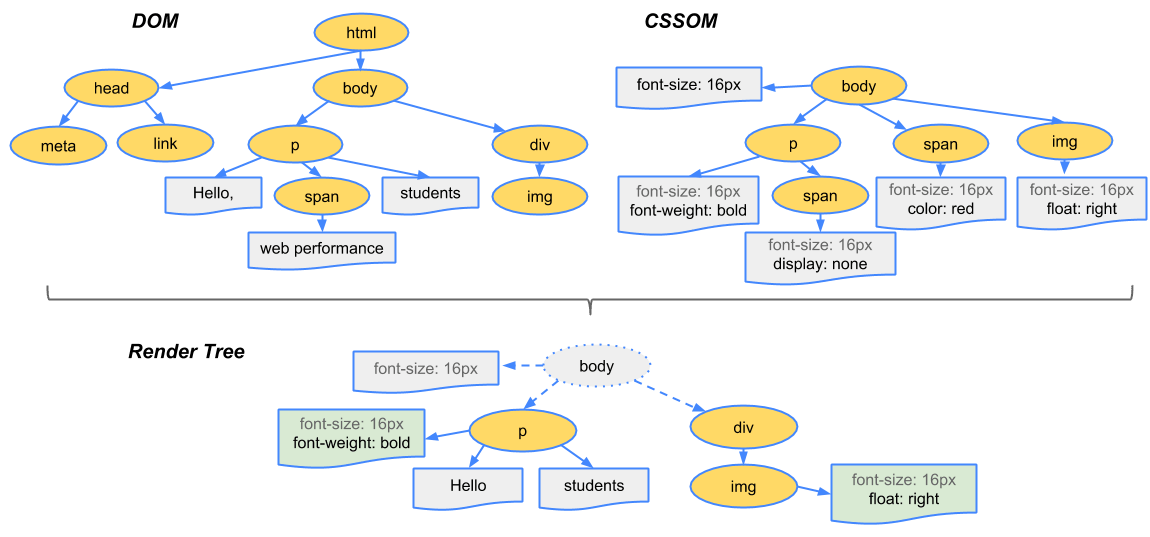 DOM
CSSOM
html
head
body
meta
link
p
div
Hello,
span
students
img
web performance
font-size: 16px
body
p
span
img
font-size: 16px
font-weight: bold
span
font-size: 16px
color: red
font-size: 16px
float: right
font-size: 16px
display: none
Render Tree
body
font-size: 16px
font-size: 16px
font-weight: bold
p
div
Hello
students
img
font-size: 16px
float: right